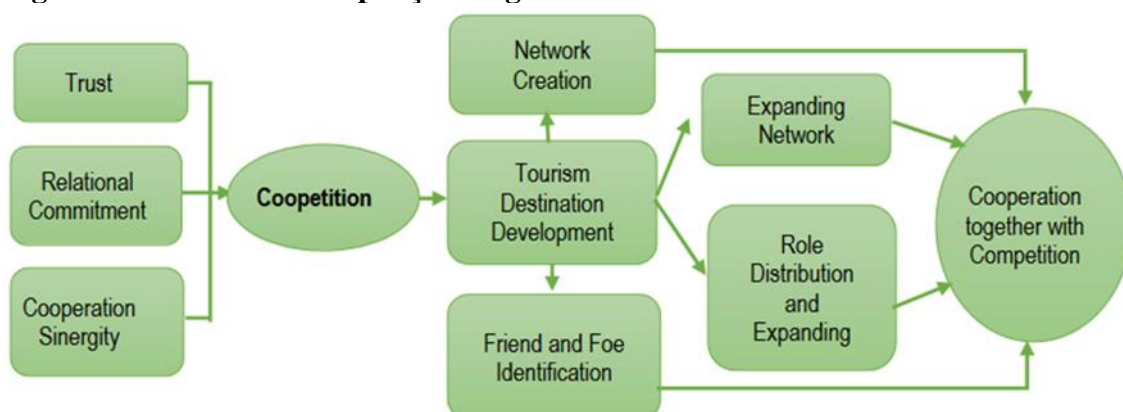 Trust
Relational
Commitment
Cooperation
Sinergity
Coopetition
Network
Creation
Tourism
Destination
Development
Friend and Foe
Identification
Expanding
Network
Role
Distribution
and
Expanding
Cooperation
together with
Competition